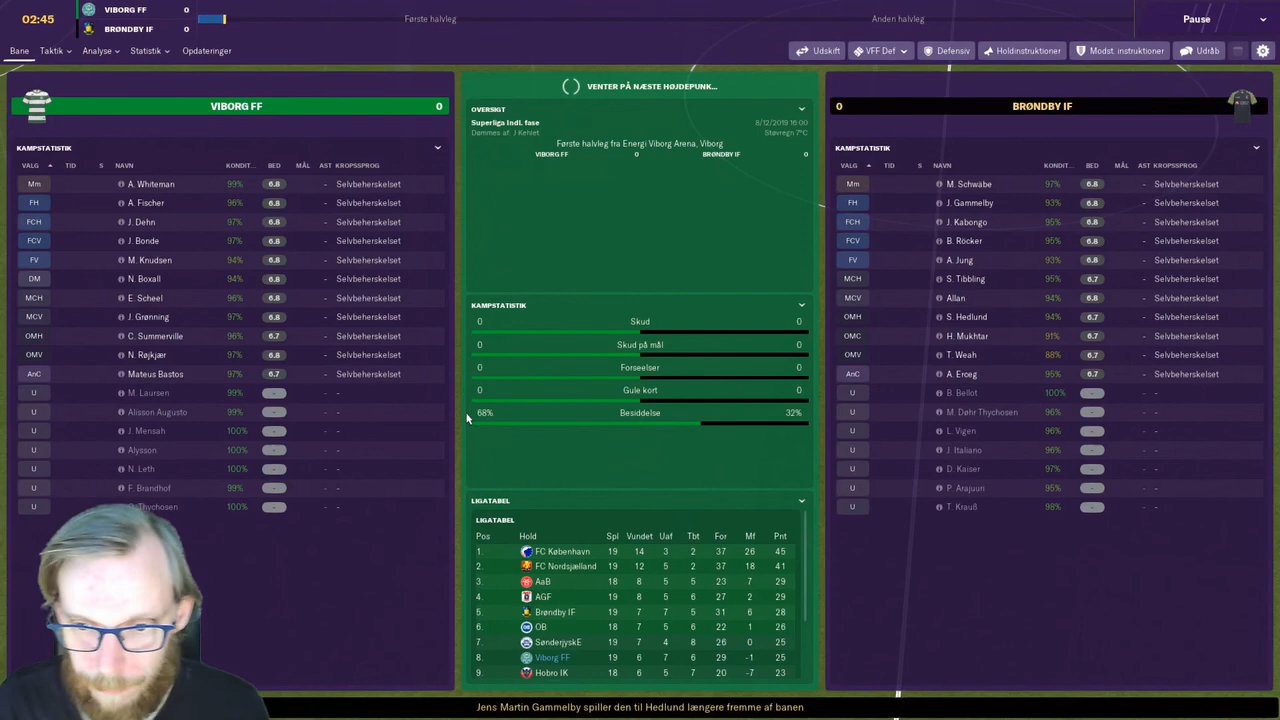 02:45
VIBORG FF 0
BRØNDBY IF 0
Første halvleg
Anden halvleg
Pause
Bane Taktik Analyse Statistik Opdateringer
Udskift VFF Def Defensiv Holdinstruktioner Modst. instruktioner Udråb
VIBORG FF 0
KAMPSTATISTIK
VALG TID S NAVN KONDIT... BED MÅL AST KROPSSPROG
Mm A. Whiteman 99% 6.8 - Selvbeherskelset
FH A. Fischer 96% 6.8 - Selvbeherskelset
FCH J. Dehn 97% 6.8 - Selvbeherskelset
FCV J. Bonde 97% 6.8 - Selvbeherskelset
FV M. Knudsen 94% 6.8 - Selvbeherskelset
DM N. Boxall 94% 6.8 - Selvbeherskelset
MCH E. Scheel 96% 6.8 - Selvbeherskelset
MCV J. Grønning 97% 6.8 - Selvbeherskelset
OMH C. Summerville 96% 6.7 - Selvbeherskelset
OMV N. Røjkjær 97% 6.8 - Selvbeherskelset
AnC Mateus Bastos 97% 6.7 - Selvbeherskelset
U M. Laursen 99% - - -
U Alisson Augusto 99% - - -
U J. Mensah 100% - - -
U Alysson 100% - - -
U N. Leth 100% - - -
U F. Brandhof 99% - - -
Thychosen 100% - - -
VENTER PÅ NÆSTE HØJDEPUNK...
OVERSIGT
Superliga Indl. fase 8/12/2019 16:00
Dømmes af: J Kehlet Støvregn 7°C
Første halvleg fra Energi Viborg Arena, Viborg
VIBORG FF 0 BRØNDBY IF 0
KAMPSTATISTIK
0 Skud 0
0 Skud på mål 0
0 Forseelser 0
0 Gule kort 0
68% Besiddelse 32%
LIGATABEL
LIGATABEL
Pos Hold Spl Vundet Uaf Tbt For Mf Pnt
1. FC København 19 14 3 2 37 26 45
2. FC Nordsjælland 19 12 5 2 37 18 41
3. AaB 18 8 5 5 23 7 29
4. AGF 19 8 5 6 27 2 29
5. Brøndby IF 19 7 7 5 31 6 28
6. OB 18 7 5 6 22 1 26
7. SønderjyskE 19 7 4 8 26 0 25
8. Viborg FF 19 6 7 6 29 -1 25
9. Hobro IK 18 6 5 7 20 -7 23
0 BRØNDBY IF
KAMPSTATISTIK
VALG TID S NAVN KONDIT... BED MÅL AST KROPSSPROG
Mm M. Schwäbe 97% 6.8 - Selvbeherskelset
FH J. Gammelby 93% 6.8 - Selvbeherskelset
FCH J. Kabongo 95% 6.8 - Selvbeherskelset
FCV B. Röcker 95% 6.8 - Selvbeherskelset
FV A. Jung 93% 6.8 - Selvbeherskelset
MCH S. Tibbling 95% 6.7 - Selvbeherskelset
MCV Allan 94% 6.8 - Selvbeherskelset
OMH S. Hedlund 94% 6.7 - Selvbeherskelset
OMC H. Mukhtar 91% 6.7 - Selvbeherskelset
OMV T. Weah 88% 6.7 - Selvbeherskelset
AnC A. Erceg 95% 6.7 - Selvbeherskelset
U B. Bellot 100% - - -
U M. Døhr Thychosen 96% - - -
U L. Vigen 96% - - -
U J. Italiano 96% - - -
U D. Kaiser 97% - - -
U P. Arajuuri 95% - - -
U T. Krauß 98% - - -
Jens Martin Gammelby spiller den til Hedlund længere fremme af banen